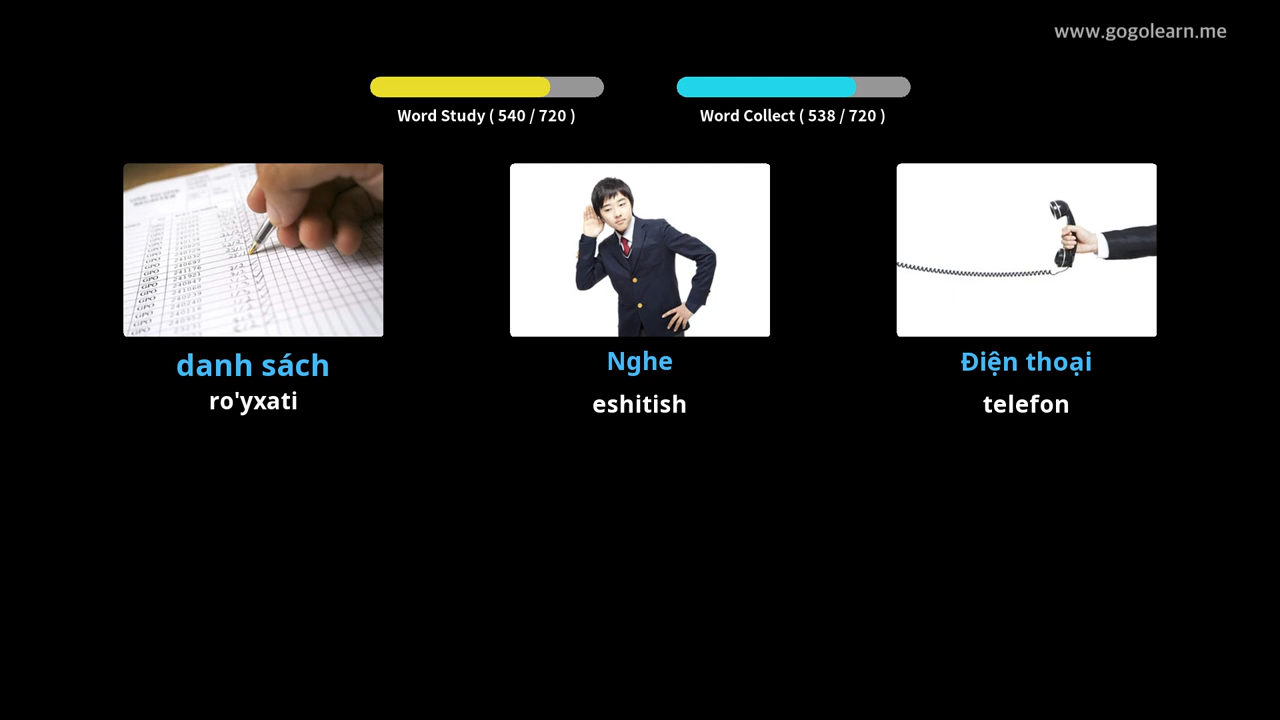 www.gogolearn.me
Word Study ( 540 / 720 )
Word Collect ( 538 / 720 )
danh sách
ro'yxati
Nghe
eshitish
Điện thoại
telefon